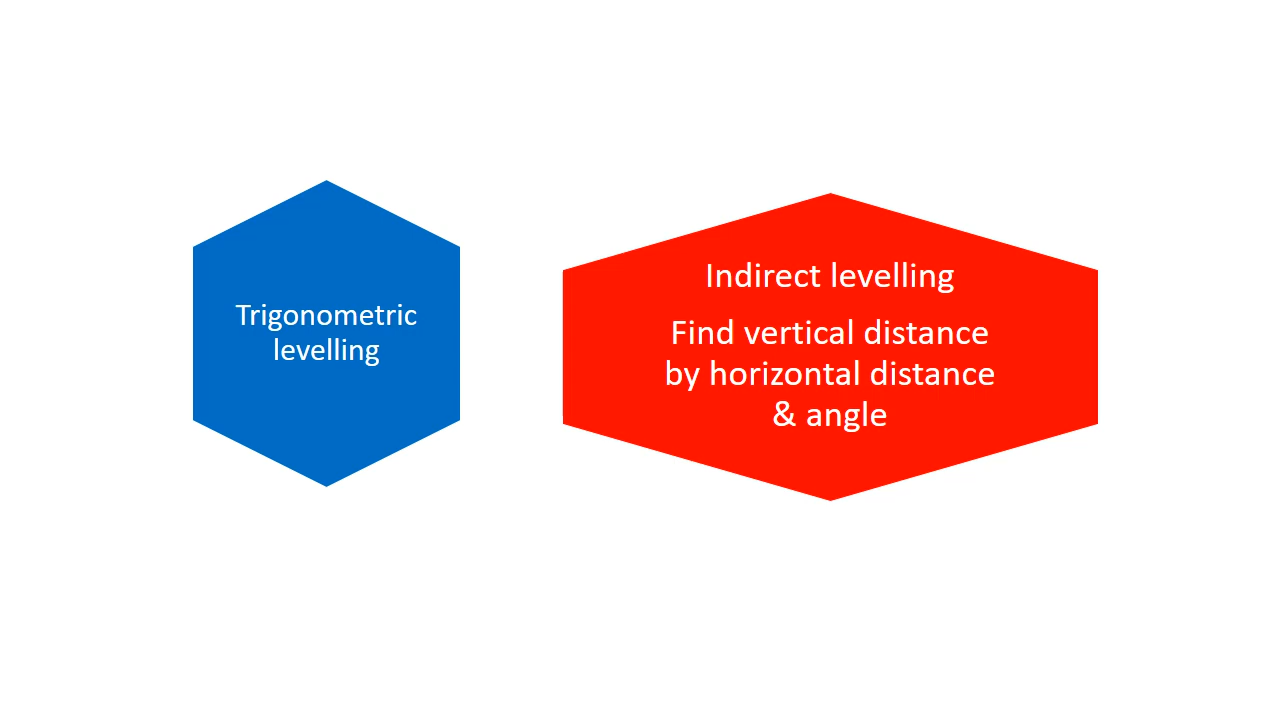 Trigonometric
levelling
Indirect levelling
Find vertical distance
by horizontal distance
& angle